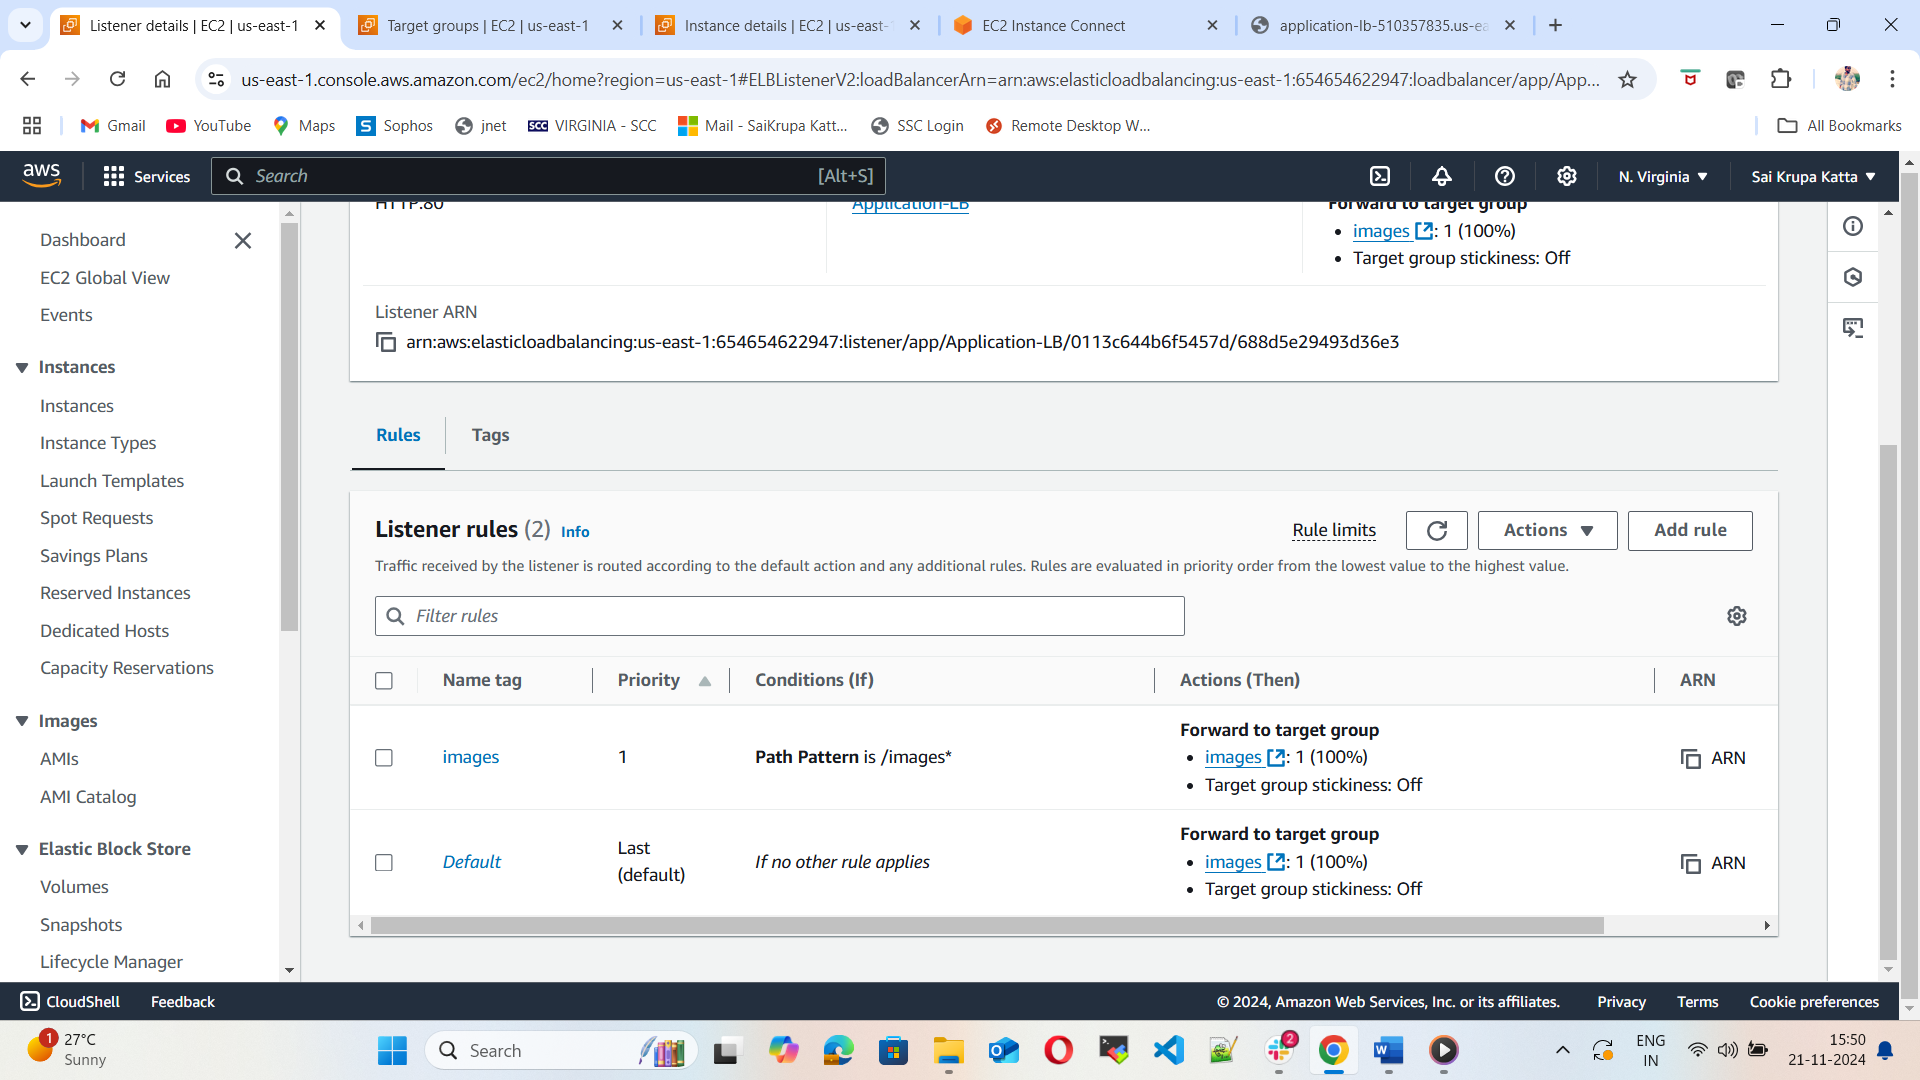 Listener details | EC2 | us-east-1
Target groups | EC2 | us-east-1
Instance details | EC2 | us-east-
EC2 Instance Connect
application-lb-510357835.us-ea
us-east-1.console.aws.amazon.com/ec2/home?region=us-east-1#ELBListenerV2:loadBalancerArn=arn:aws:elasticloadbalancing:us-east-1:654654622947:loadbalancer/app/App...
Gmail
YouTube
Maps
S Sophos
jnet
SCC VIRGINIA - SCC
Mail - SaiKrupa Katt...
SSC Login
Remote Desktop W...
All Bookmarks
aws
Services
Search
[Alt+S]
N. Virginia
Sai Krupa Katta
Dashboard
EC2 Global View
Events
Instances
Instances
Instance Types
Launch Templates
Spot Requests
Savings Plans
Reserved Instances
Dedicated Hosts
Capacity Reservations
Images
AMIs
AMI Catalog
Elastic Block Store
Volumes
Snapshots
Lifecycle Manager
HTTP:80
Application-LB
Forward to target group
images : 1 (100%)
Target group stickiness: Off
Listener ARN
arn:aws:elasticloadbalancing:us-east-1:654654622947:listener/app/Application-LB/0113c644b6f5457d/688d5e29493d36e3
Rules
Tags
Listener rules (2) Info
Rule limits
Actions
Add rule
Traffic received by the listener is routed according to the default action and any additional rules. Rules are evaluated in priority order from the lowest value to the highest value.
Filter rules
Name tag
Priority
Conditions (If)
Actions (Then)
ARN
images
1
Path Pattern is /images*
Forward to target group
images : 1 (100%)
Target group stickiness: Off
ARN
Default
Last
(default)
If no other rule applies
Forward to target group
images : 1 (100%)
Target group stickiness: Off
ARN
CloudShell
Feedback
© 2024, Amazon Web Services, Inc. or its affiliates.
Privacy
Terms
Cookie preferences
1
27°C
Sunny
Search
2
ENG
IN
15:50
21-11-2024